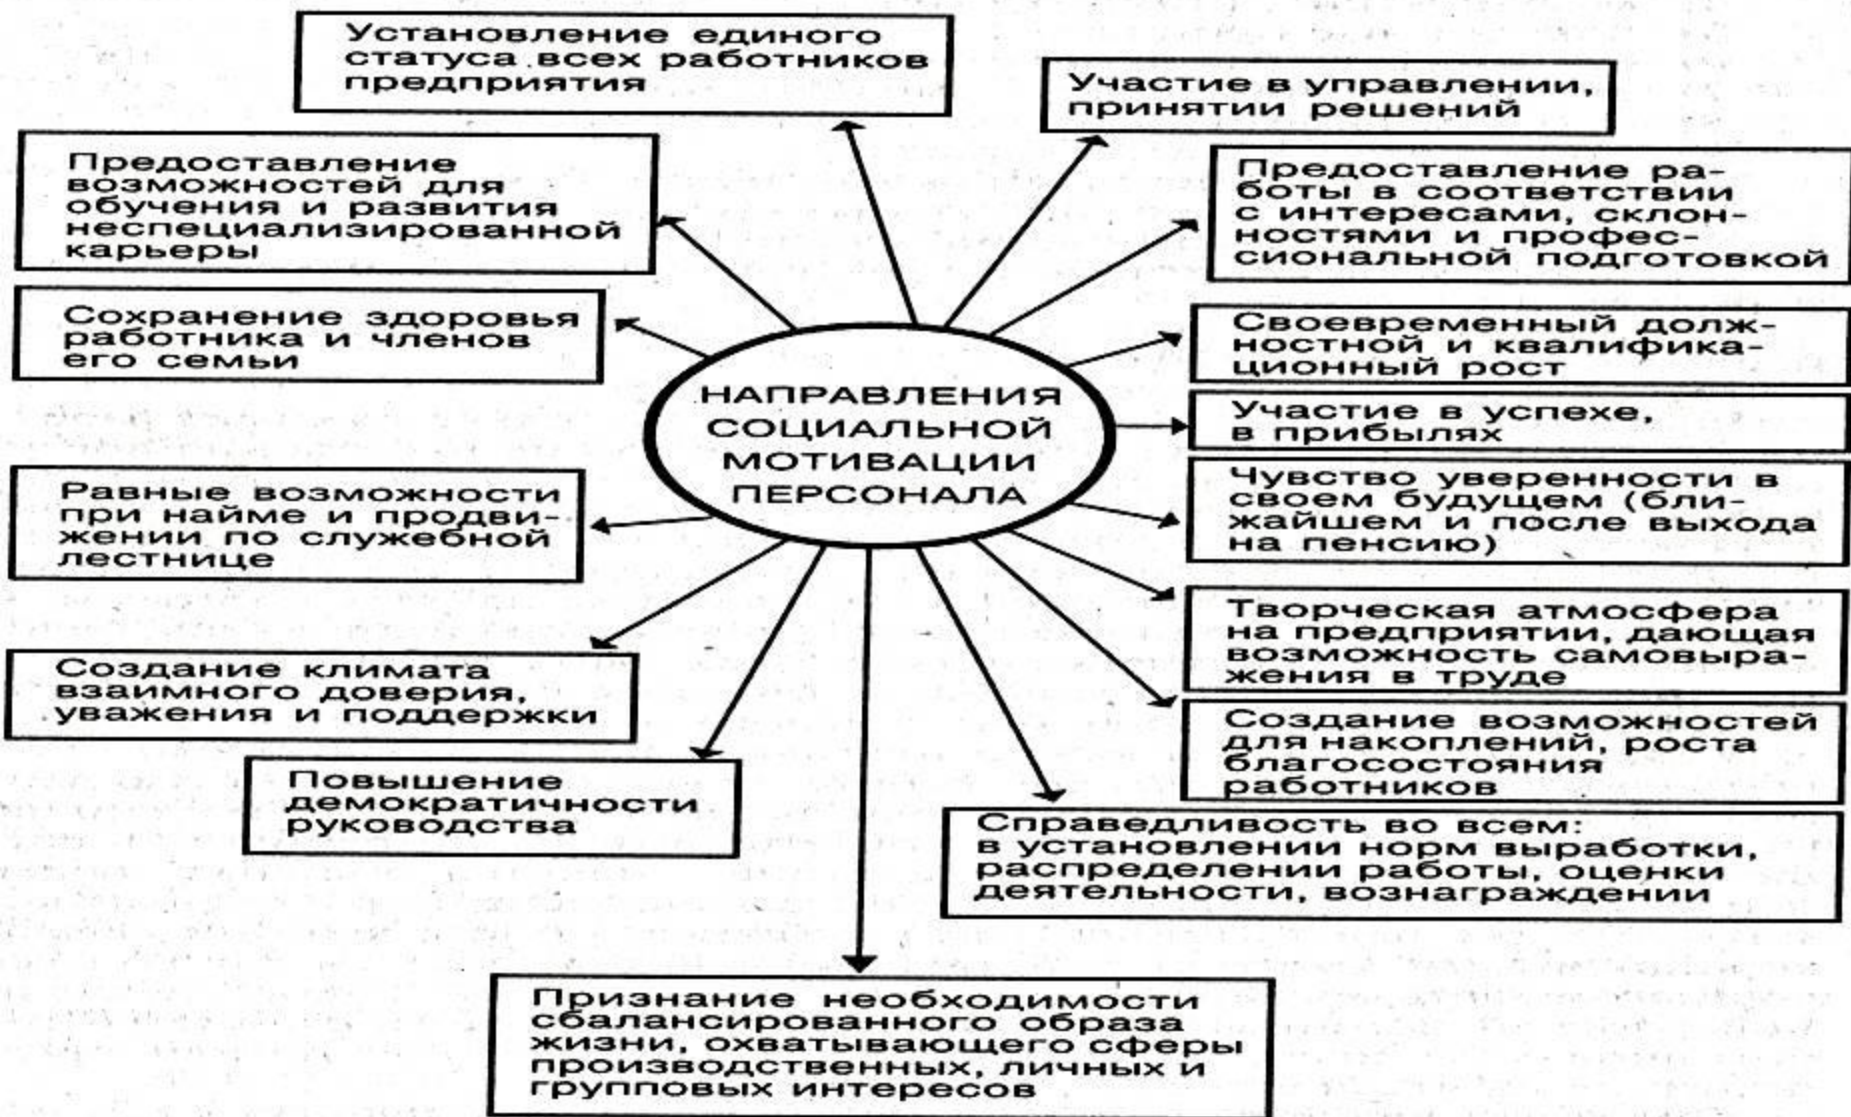 Установление единого
статуса всех работников
предприятия
Участие в управлении,
принятии решений
Предоставление
возможностей для
обучения и развития
неспециализированной
карьеры
Предоставление ра-
боты в соответствии
с интересами, склон-
ностями и профес-
сиональной подготовкой
Сохранение здоровья
работника и членов
его семьи
Своевременный долж-
ностной и квалифика-
ционный рост
НАПРАВЛЕНИЯ
СОЦИАЛЬНОЙ
МОТИВАЦИИ
ПЕРСОНАЛА
Участие в успехе,
в прибылях
Равные возможности
при найме и продви-
жении по служебной
лестнице
Чувство уверенности в
своем будущем (бли-
жайшем и после выхода
на пенсию)
Творческая атмосфера
на предприятии, дающая
возможность самовыра-
жения в труде
Создание климата
взаимного доверия,
уважения и поддержки
Создание возможностей
для накоплений, роста
благосостояния
работников
Повышение
демократичности
руководства
Справедливость во всем:
в установлении норм выработки,
распределении работы, оценки
деятельности, вознаграждении
Признание необходимости
сбалансированного образа
жизни, охватывающего сферы
производственных, личных и
групповых интересов